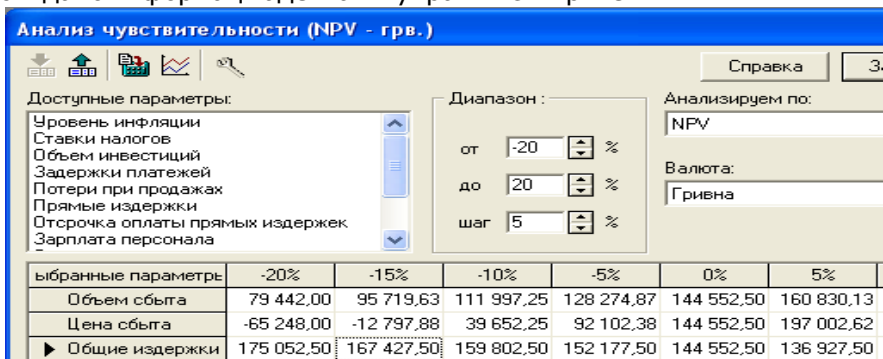 Анализ чувствительности (NPV - грв.)
Справка
Доступные параметры:
Диапазон :
Анализируем по:
Уровень инфляции
Ставки налогов
Объем инвестиций
Задержки платежей
Потери при продажах
Прямые издержки
Отсрочка оплаты прямых издержек
Зарплата персонала
от -20 %
до 20 %
шаг 5 %
NPV
Валюта:
Гривна
ыбранные параметры -20% -15% -10% -5% 0% 5%
Объем сбыта 79 442,00 95 719,63 111 997,25 128 274,87 144 552,50 160 830,13
Цена сбыта -65 248,00 -12 797,88 39 652,25 92 102,38 144 552,50 197 002,62
Общие издержки 175 052,50 167 427,50 159 802,50 152 177,50 144 552,50 136 927,50